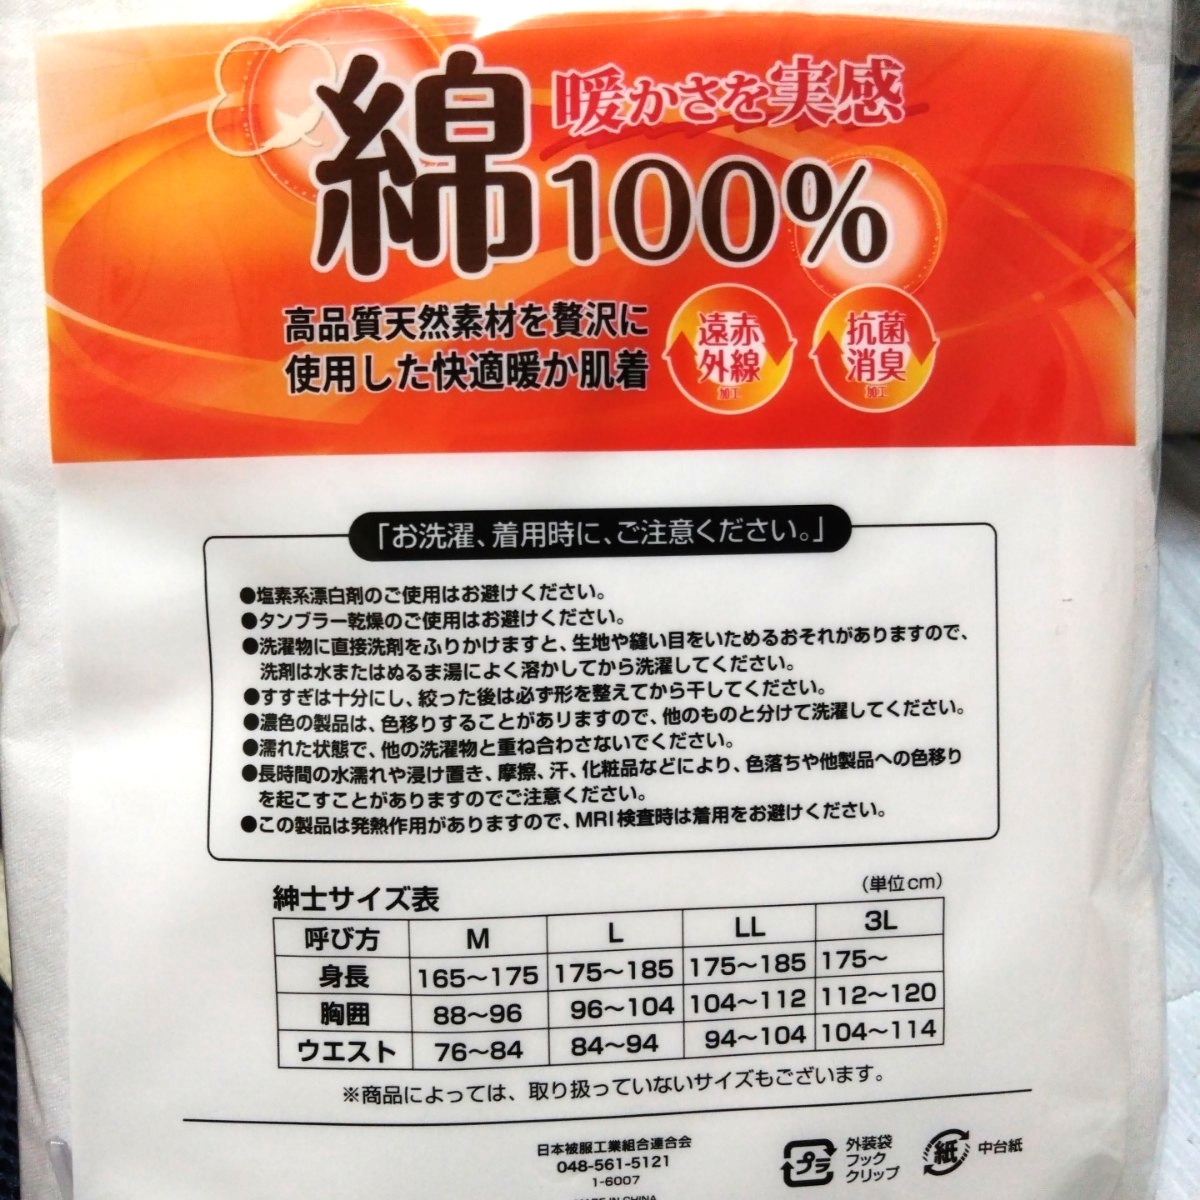 綿
暖かさを実感
100%
高品質天然素材を贅沢に
使用した快適暖か肌着
遠赤
外線
加工
抗菌
消臭
加工
「お洗濯、着用時に、ご注意ください。」
●塩素系漂白剤のご使用はお避けください。
●タンブラー乾燥のご使用はお避けください。
●洗濯物に直接洗剤をふりかけますと、生地や縫い目をいためるおそれがありますので、
洗剤は水またはぬるま湯によく溶かしてから洗濯してください。
●すすぎは十分にし、絞った後は必ず形を整えてから干してください。
●濃色の製品は、色移りすることがありますので、他のものと分けて洗濯してください。
●濡れた状態で、他の洗濯物と重ね合わさないでください。
●長時間の水濡れや浸け置き、摩擦、汗、化粧品などにより、色落ちや他製品への色移り
を起こすことがありますのでご注意ください。
●この製品は発熱作用がありますので、MRI検査時は着用をお避けください。
紳士サイズ表 (単位cm)
呼び方 M L LL 3L
身長 165〜175 175〜185 175〜185 175〜
胸囲 88〜96 96〜104 104〜112 112〜120
ウエスト 76〜84 84〜94 94〜104 104〜114
※商品によっては、取り扱っていないサイズもございます。
日本被服工業組合連合会
048-561-5121
1-6007
MADE IN CHINA
プラ
外装袋
フック
クリップ
紙
中台紙